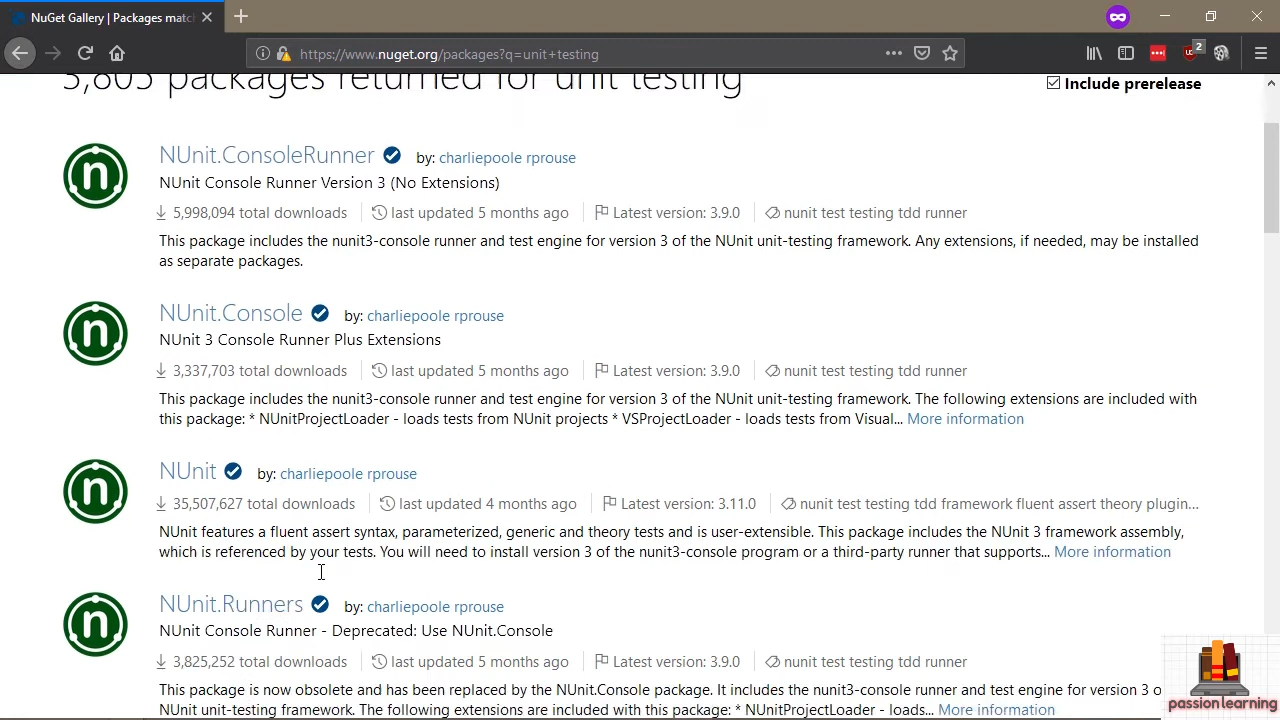 NuGet Gallery | Packages matc
https://www.nuget.org/packages?q=unit+testing
2
packages returned for unit testing
Include prerelease
NUnit.ConsoleRunner by: charliepoole rprouse
NUnit Console Runner Version 3 (No Extensions)
5,998,094 total downloads last updated 5 months ago Latest version: 3.9.0 nunit test testing tdd runner
This package includes the nunit3-console runner and test engine for version 3 of the NUnit unit-testing framework. Any extensions, if needed, may be installed
as separate packages.
NUnit.Console by: charliepoole rprouse
NUnit 3 Console Runner Plus Extensions
3,337,703 total downloads last updated 5 months ago Latest version: 3.9.0 nunit test testing tdd runner
This package includes the nunit3-console runner and test engine for version 3 of the NUnit unit-testing framework. The following extensions are included with
this package: * NUnitProjectLoader - loads tests from NUnit projects * VSProjectLoader - loads tests from Visual... More information
NUnit by: charliepoole rprouse
35,507,627 total downloads last updated 4 months ago Latest version: 3.11.0 nunit test testing tdd framework fluent assert theory plugin...
NUnit features a fluent assert syntax, parameterized, generic and theory tests and is user-extensible. This package includes the NUnit 3 framework assembly,
which is referenced by your tests. You will need to install version 3 of the nunit3-console program or a third-party runner that supports... More information
NUnit.Runners by: charliepoole rprouse
NUnit Console Runner - Deprecated: Use NUnit.Console
3,825,252 total downloads last updated 5 months ago Latest version: 3.9.0 nunit test testing tdd runner
This package is now obsolete and has been replaced by the NUnit.Console package. It includes the nunit3-console runner and test engine for version 3 o
NUnit unit-testing framework. The following extensions are included with this package: * NUnitProjectLoader - loads... More information
passion learning